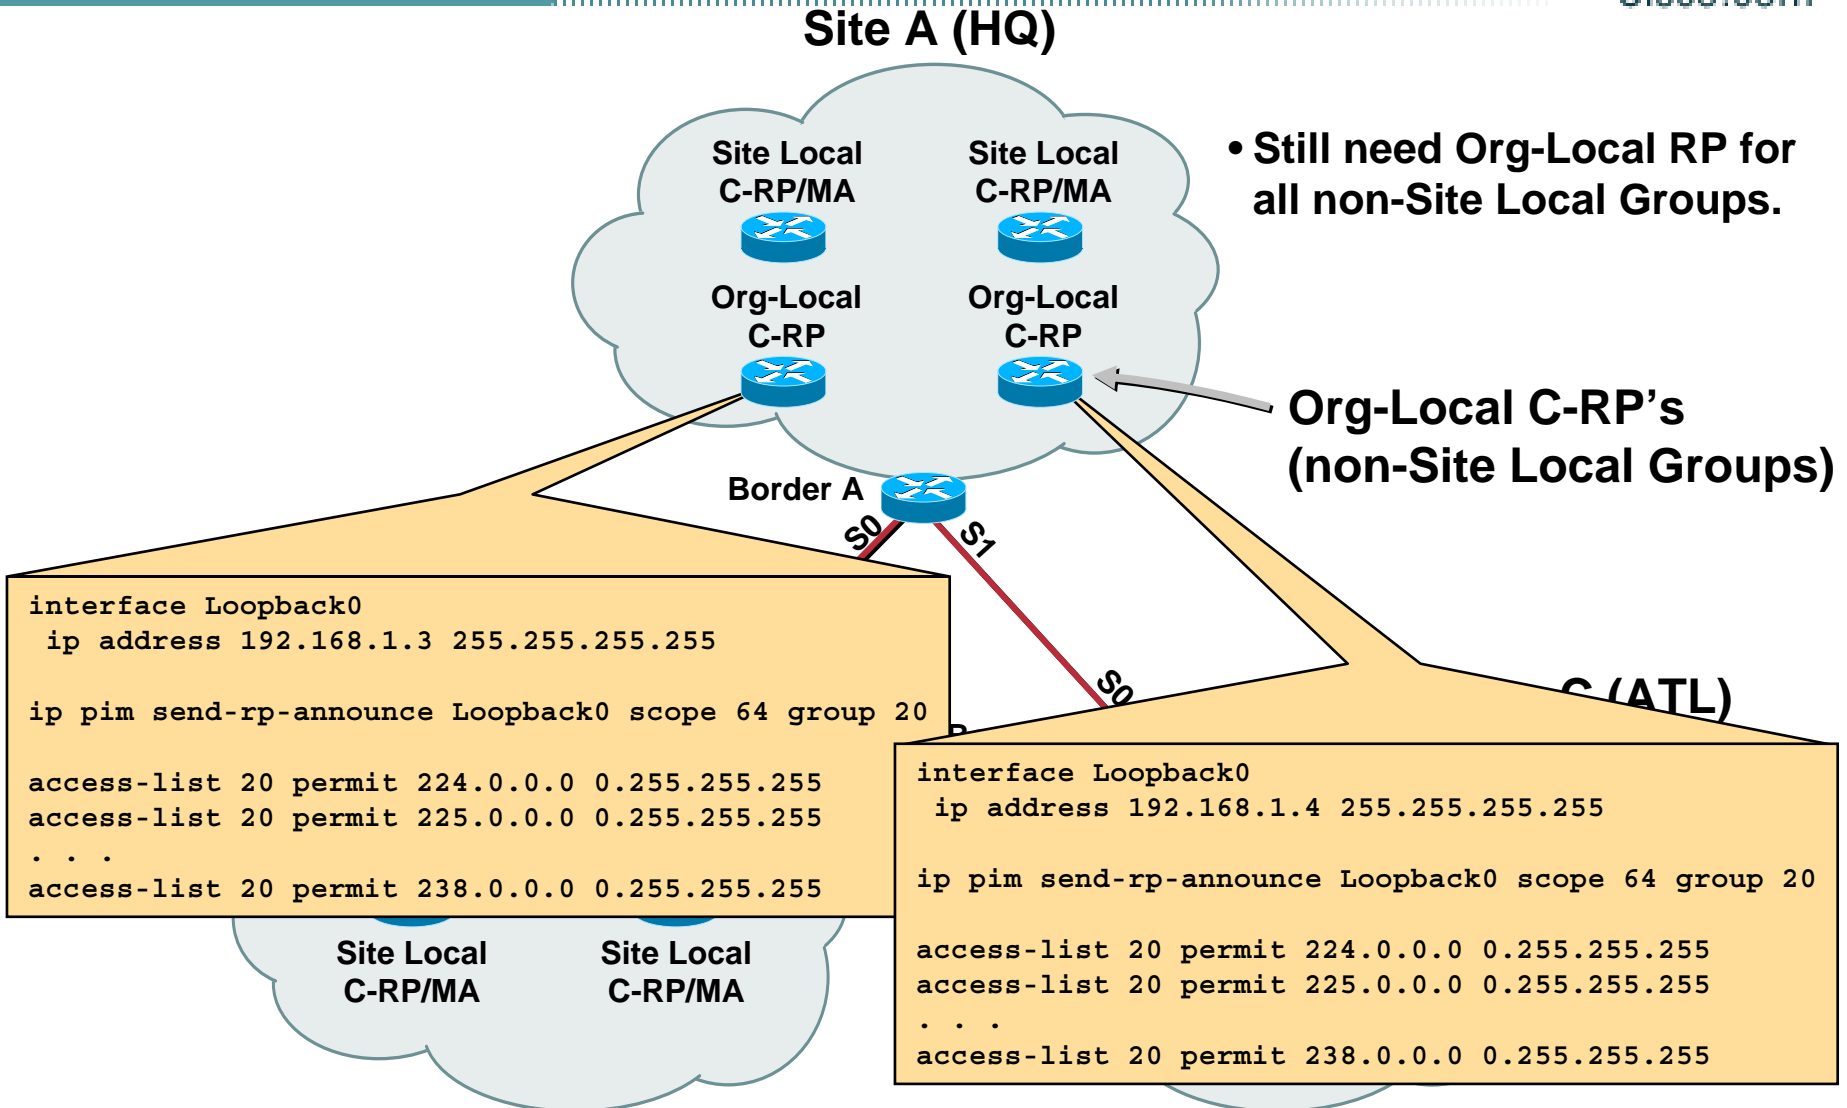 Site A (HQ)
Site Local
C-RP/MA
Site Local
C-RP/MA
• Still need Org-Local RP for
all non-Site Local Groups.
Org-Local
C-RP
Org-Local
C-RP
Org-Local C-RP’s
(non-Site Local Groups)
Border A
S0
S1
S0
C (ATL)
interface Loopback0
ip address 192.168.1.3 255.255.255.255
ip pim send-rp-announce Loopback0 scope 64 group 20
access-list 20 permit 224.0.0.0 0.255.255.255
access-list 20 permit 225.0.0.0 0.255.255.255
. . .
access-list 20 permit 238.0.0.0 0.255.255.255
interface Loopback0
ip address 192.168.1.4 255.255.255.255
ip pim send-rp-announce Loopback0 scope 64 group 20
access-list 20 permit 224.0.0.0 0.255.255.255
access-list 20 permit 225.0.0.0 0.255.255.255
. . .
access-list 20 permit 238.0.0.0 0.255.255.255
Site Local
C-RP/MA
Site Local
C-RP/MA